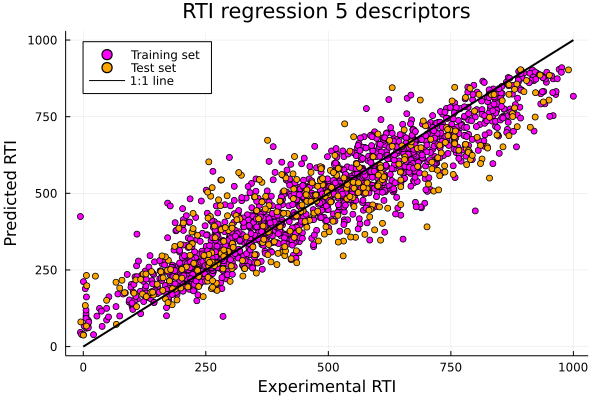 RTI regression 5 descriptors
Training set
Test set
1:1 line
1000
750
500
250
0
Predicted RTI
0
250
500
750
1000
Experimental RTI